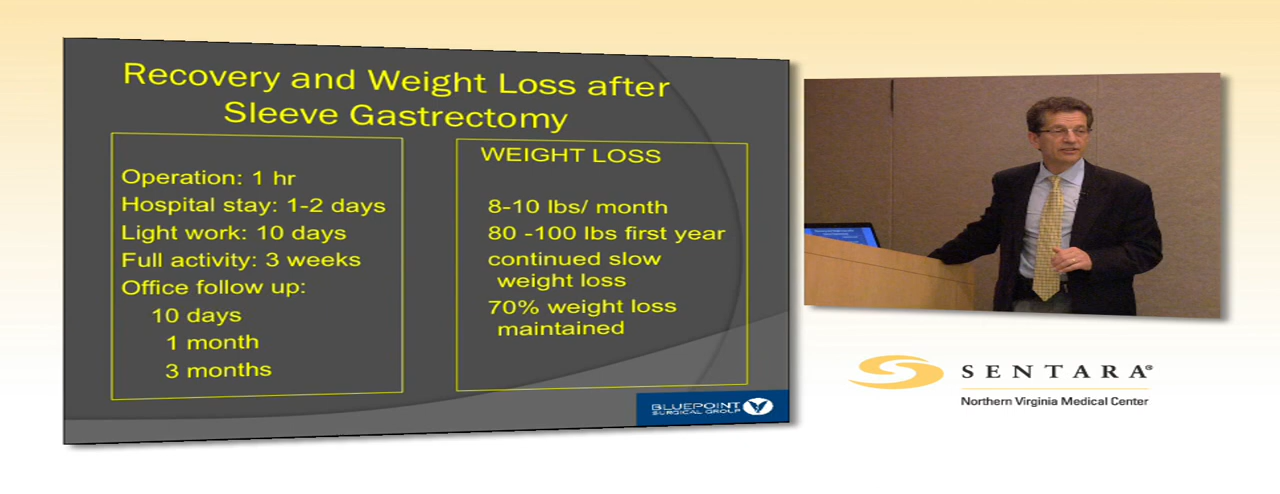 Recovery and Weight Loss after
Sleeve Gastrectomy
Operation: 1 hr
Hospital stay: 1-2 days
Light work: 10 days
Full activity: 3 weeks
Office follow up:
10 days
1 month
3 months
WEIGHT LOSS
8-10 lbs/ month
80 -100 lbs first year
continued slow
weight loss
70% weight loss
maintained
BLUEPOINT
SURGICAL GROUP
SENTARA®
Northern Virginia Medical Center